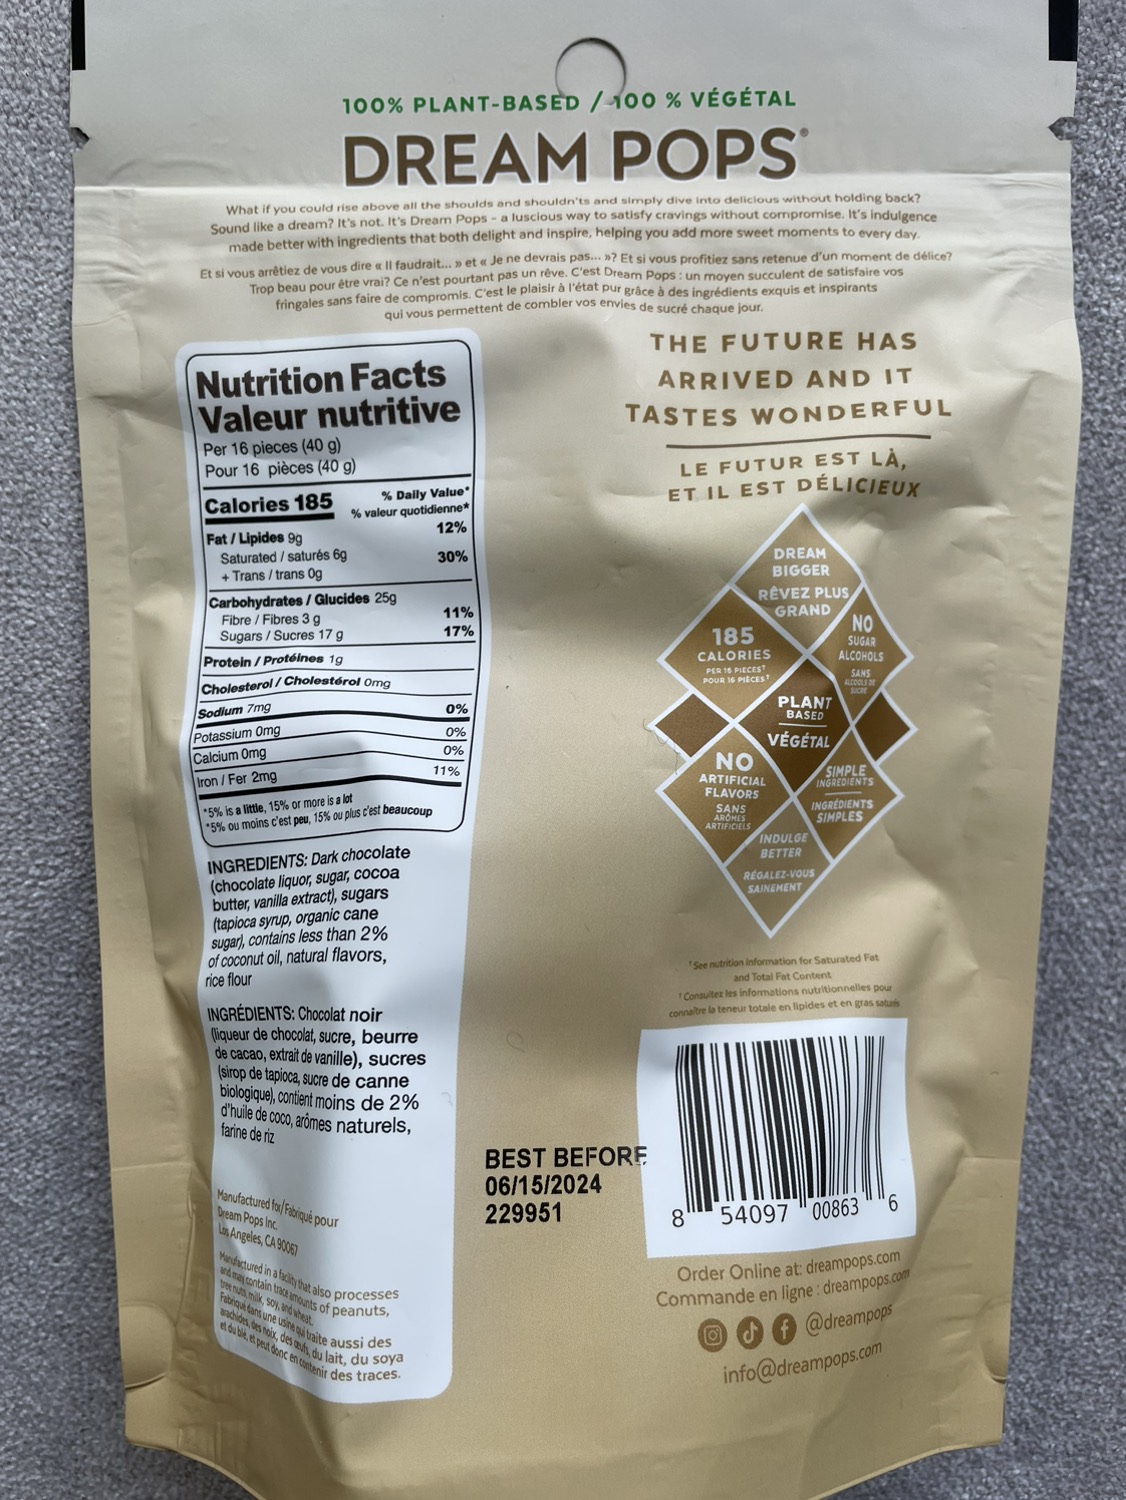 100% PLANT-BASED / 100 % VÉGÉTAL
DREAM POPS®
What if you could rise above all the shoulds and shouldn'ts and simply dive into delicious without holding back?
Sound like a dream? It's not. It's Dream Pops - a luscious way to satisfy cravings without compromise. It's indulgence
made better with ingredients that both delight and inspire, helping you add more sweet moments to every day.
Et si vous arrêtiez de vous dire « Il faudrait... » et « Je ne devrais pas... »? Et si vous profitiez sans retenue d'un moment de délice?
Trop beau pour être vrai? Ce n'est pourtant pas un rêve. C'est Dream Pops : un moyen succulent de satisfaire vos
fringales sans faire de compromis. C'est le plaisir à l'état pur grâce à des ingrédients exquis et inspirants
qui vous permettent de combler vos envies de sucré chaque jour.
Nutrition Facts
Valeur nutritive
Per 16 pieces (40 g)
Pour 16 pièces (40 g)
Calories 185
% Daily Value*
% valeur quotidienne*
Fat / Lipides 9g 12%
Saturated / saturés 6g 30%
+ Trans / trans 0g
Carbohydrates / Glucides 25g
Fibre / Fibres 3 g 11%
Sugars / Sucres 17 g 17%
Protein / Protéines 1g
Cholesterol / Cholestérol 0mg
Sodium 7mg 0%
Potassium 0mg 0%
Calcium 0mg 0%
Iron / Fer 2mg 11%
*5% is a little, 15% or more is a lot
*5% ou moins c'est peu, 15% ou plus c'est beaucoup
INGREDIENTS: Dark chocolate
(chocolate liquor, sugar, cocoa
butter, vanilla extract), sugars
(tapioca syrup, organic cane
sugar), contains less than 2%
of coconut oil, natural flavors,
rice flour
INGRÉDIENTS: Chocolat noir
(liqueur de chocolat, sucre, beurre
de cacao, extrait de vanille), sucres
(sirop de tapioca, sucre de canne
biologique), contient moins de 2%
d'huile de coco, arômes naturels,
farine de riz
Manufactured for/Fabriqué pour
Dream Pops Inc.
Los Angeles, CA 90067
Manufactured in a facility that also processes
and may contain trace amounts of peanuts,
tree nuts, milk, soy, and wheat.
Fabriqué dans une usine qui traite aussi des
arachides, des noix, des œufs, du lait, du soya
et du blé, et peut donc en contenir des traces.
THE FUTURE HAS
ARRIVED AND IT
TASTES WONDERFUL
LE FUTUR EST LÀ,
ET IL EST DÉLICIEUX
DREAM
BIGGER
RÊVEZ PLUS
GRAND
185
CALORIES
PER 16 PIECES†
POUR 16 PIÈCES†
NO
SUGAR
ALCOHOLS
SANS
ALCOOLS DE
SUCRE
PLANT
BASED
VÉGÉTAL
NO
ARTIFICIAL
FLAVORS
SANS
ARÔMES
ARTIFICIELS
SIMPLE
INGREDIENTS
INGRÉDIENTS
SIMPLES
INDULGE
BETTER
RÉGALEZ-VOUS
SAINEMENT
†See nutrition information for Saturated Fat
and Total Fat Content
†Consultez les informations nutritionnelles pour
connaître la teneur totale en lipides et en gras saturés
BEST BEFORE
06/15/2024
229951
8 54097 00863 6
Order Online at: dreampops.com
Commande en ligne : dreampops.com
@dreampops
info@dreampops.com